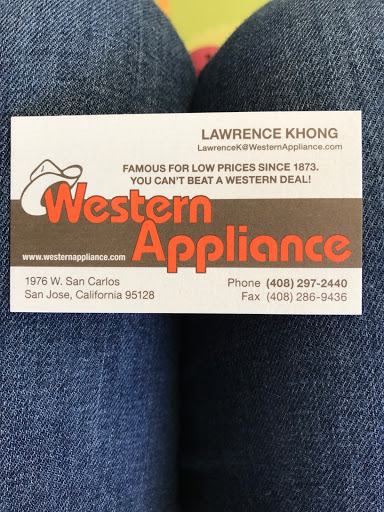 LAWRENCE KHONG
LawrenceK@WesternAppliance.com
FAMOUS FOR LOW PRICES SINCE 1873.
YOU CAN'T BEAT A WESTERN DEAL!
Western
Appliance
www.westernappliance.com
1976 W. San Carlos
San Jose, California 95128
Phone (408) 297-2440
Fax (408) 286-9436